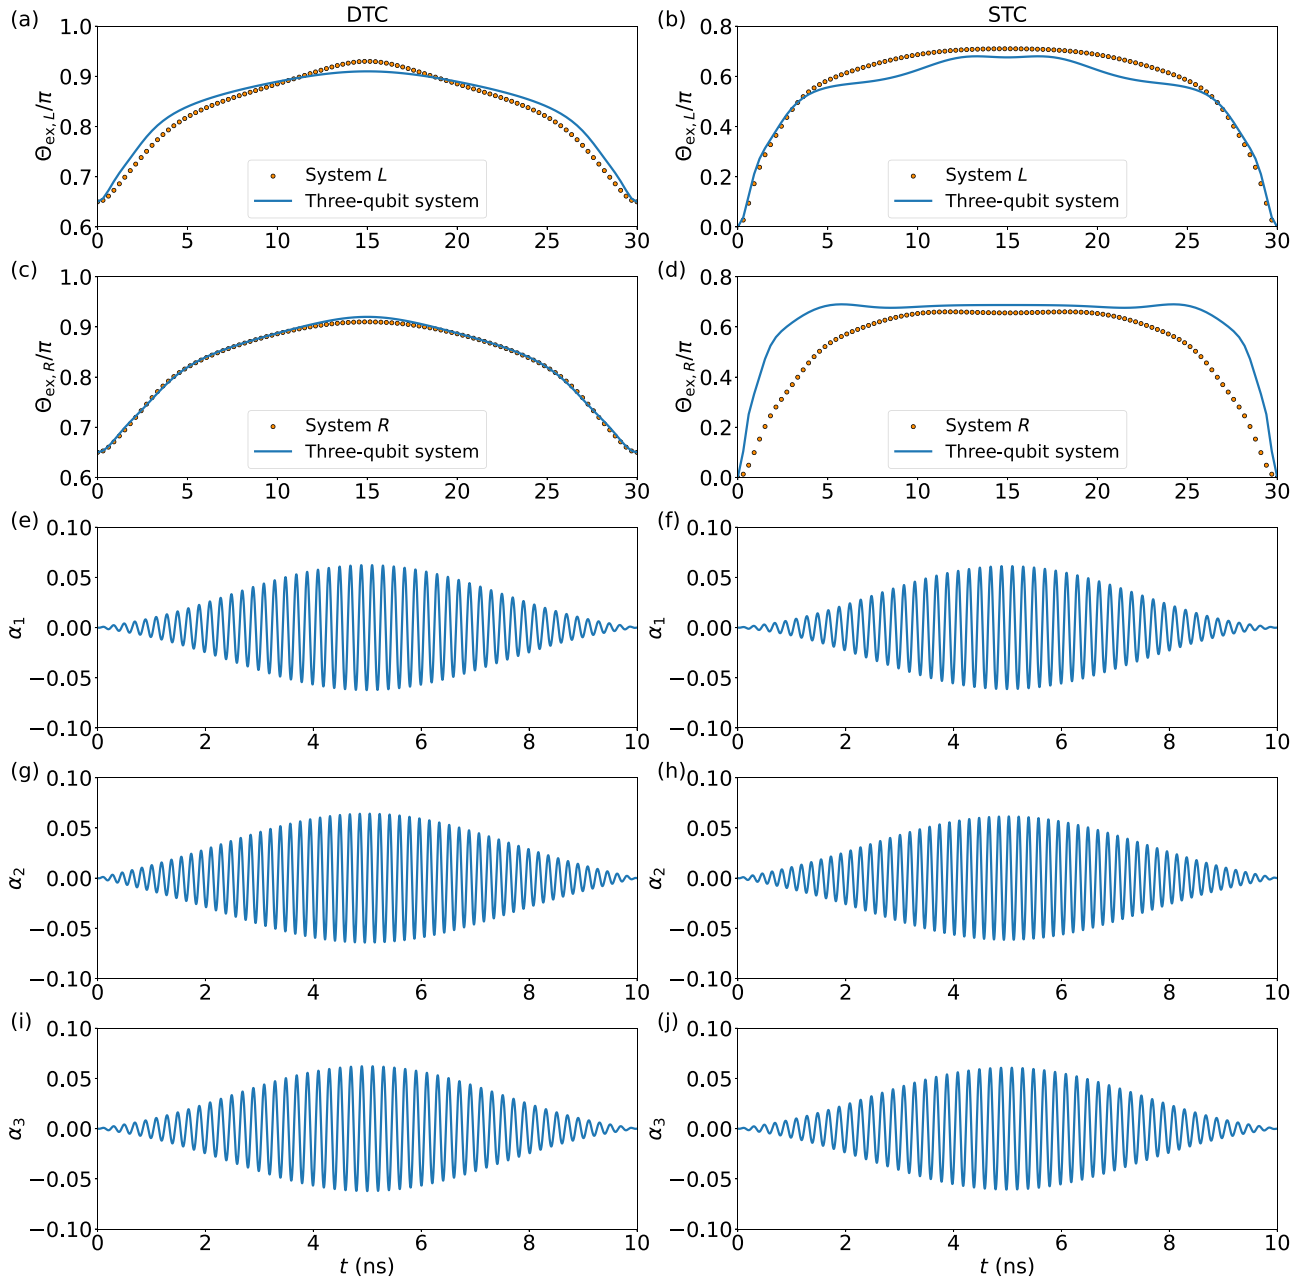 DTC
STC
(a)
1.0
0.9
0.8
0.7
0.6
Θex,L/π
System L
Three-qubit system
0 5 10 15 20 25 30
(b)
0.8
0.6
0.4
0.2
0.0
Θex,L/π
System L
Three-qubit system
0 5 10 15 20 25 30
(c)
1.0
0.9
0.8
0.7
0.6
Θex,R/π
System R
Three-qubit system
0 5 10 15 20 25 30
(d)
0.8
0.6
0.4
0.2
0.0
Θex,R/π
System R
Three-qubit system
0 5 10 15 20 25 30
(e)
0.10
0.05
0.00
−0.05
−0.10
α1
0 2 4 6 8 10
(f)
0.10
0.05
0.00
−0.05
−0.10
α1
0 2 4 6 8 10
(g)
0.10
0.05
0.00
−0.05
−0.10
α2
0 2 4 6 8 10
(h)
0.10
0.05
0.00
−0.05
−0.10
α2
0 2 4 6 8 10
(i)
0.10
0.05
0.00
−0.05
−0.10
α3
0 2 4 6 8 10
t (ns)
(j)
0.10
0.05
0.00
−0.05
−0.10
α3
0 2 4 6 8 10
t (ns)